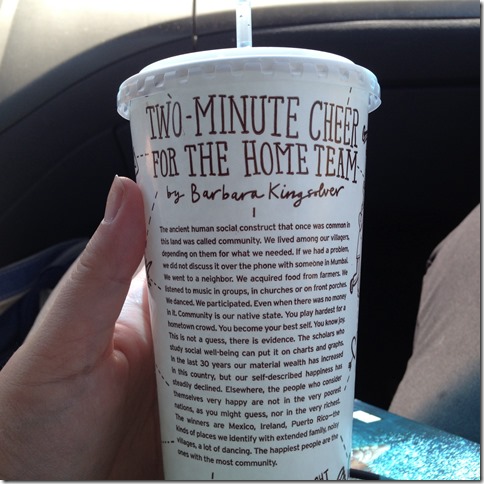 TWO-MINUTE CHEER
FOR THE HOME TEAM
by Barbara Kingsolver
The ancient human social construct that once was common in
this land was called community. We lived among our villagers,
depending on them for what we needed. If we had a problem,
we did not discuss it over the phone with someone in Mumbai.
We went to a neighbor. We acquired food from farmers. We
listened to music in groups, in churches or on front porches.
We danced. We participated. Even when there was no money
in it. Community is our native state. You play hardest for a
hometown crowd. You become your best self. You know joy.
This is not a guess, there is evidence. The scholars who
study social well-being can put it on charts and graphs.
In the last 30 years our material wealth has increased
in this country, but our self-described happiness has
steadily declined. Elsewhere, the people who consider
themselves very happy are not in the very poorest
nations, as you might guess, nor in the very richest.
The winners are Mexico, Ireland, Puerto Rico—the
kinds of places we identify with extended family, noisy
villages, a lot of dancing. The happiest people are the
ones with the most community.